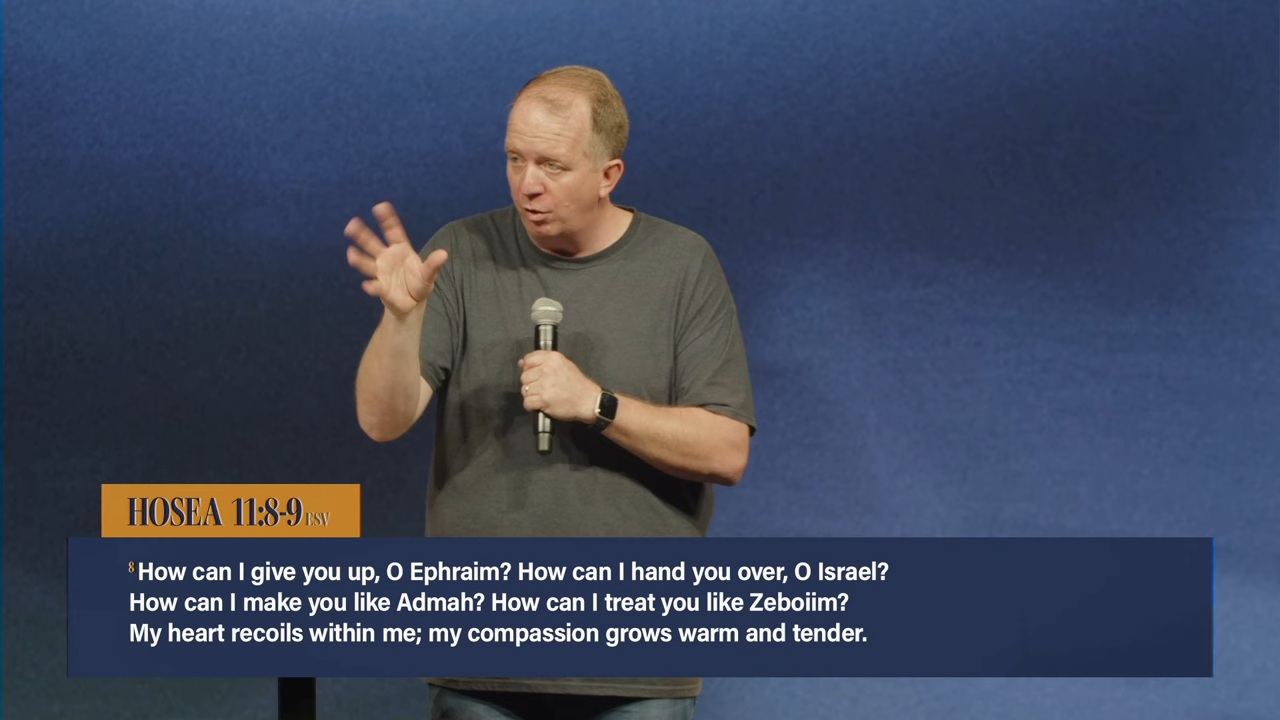 HOSEA 11:8-9 ESV
8 How can I give you up, O Ephraim? How can I hand you over, O Israel?
How can I make you like Admah? How can I treat you like Zeboiim?
My heart recoils within me; my compassion grows warm and tender.